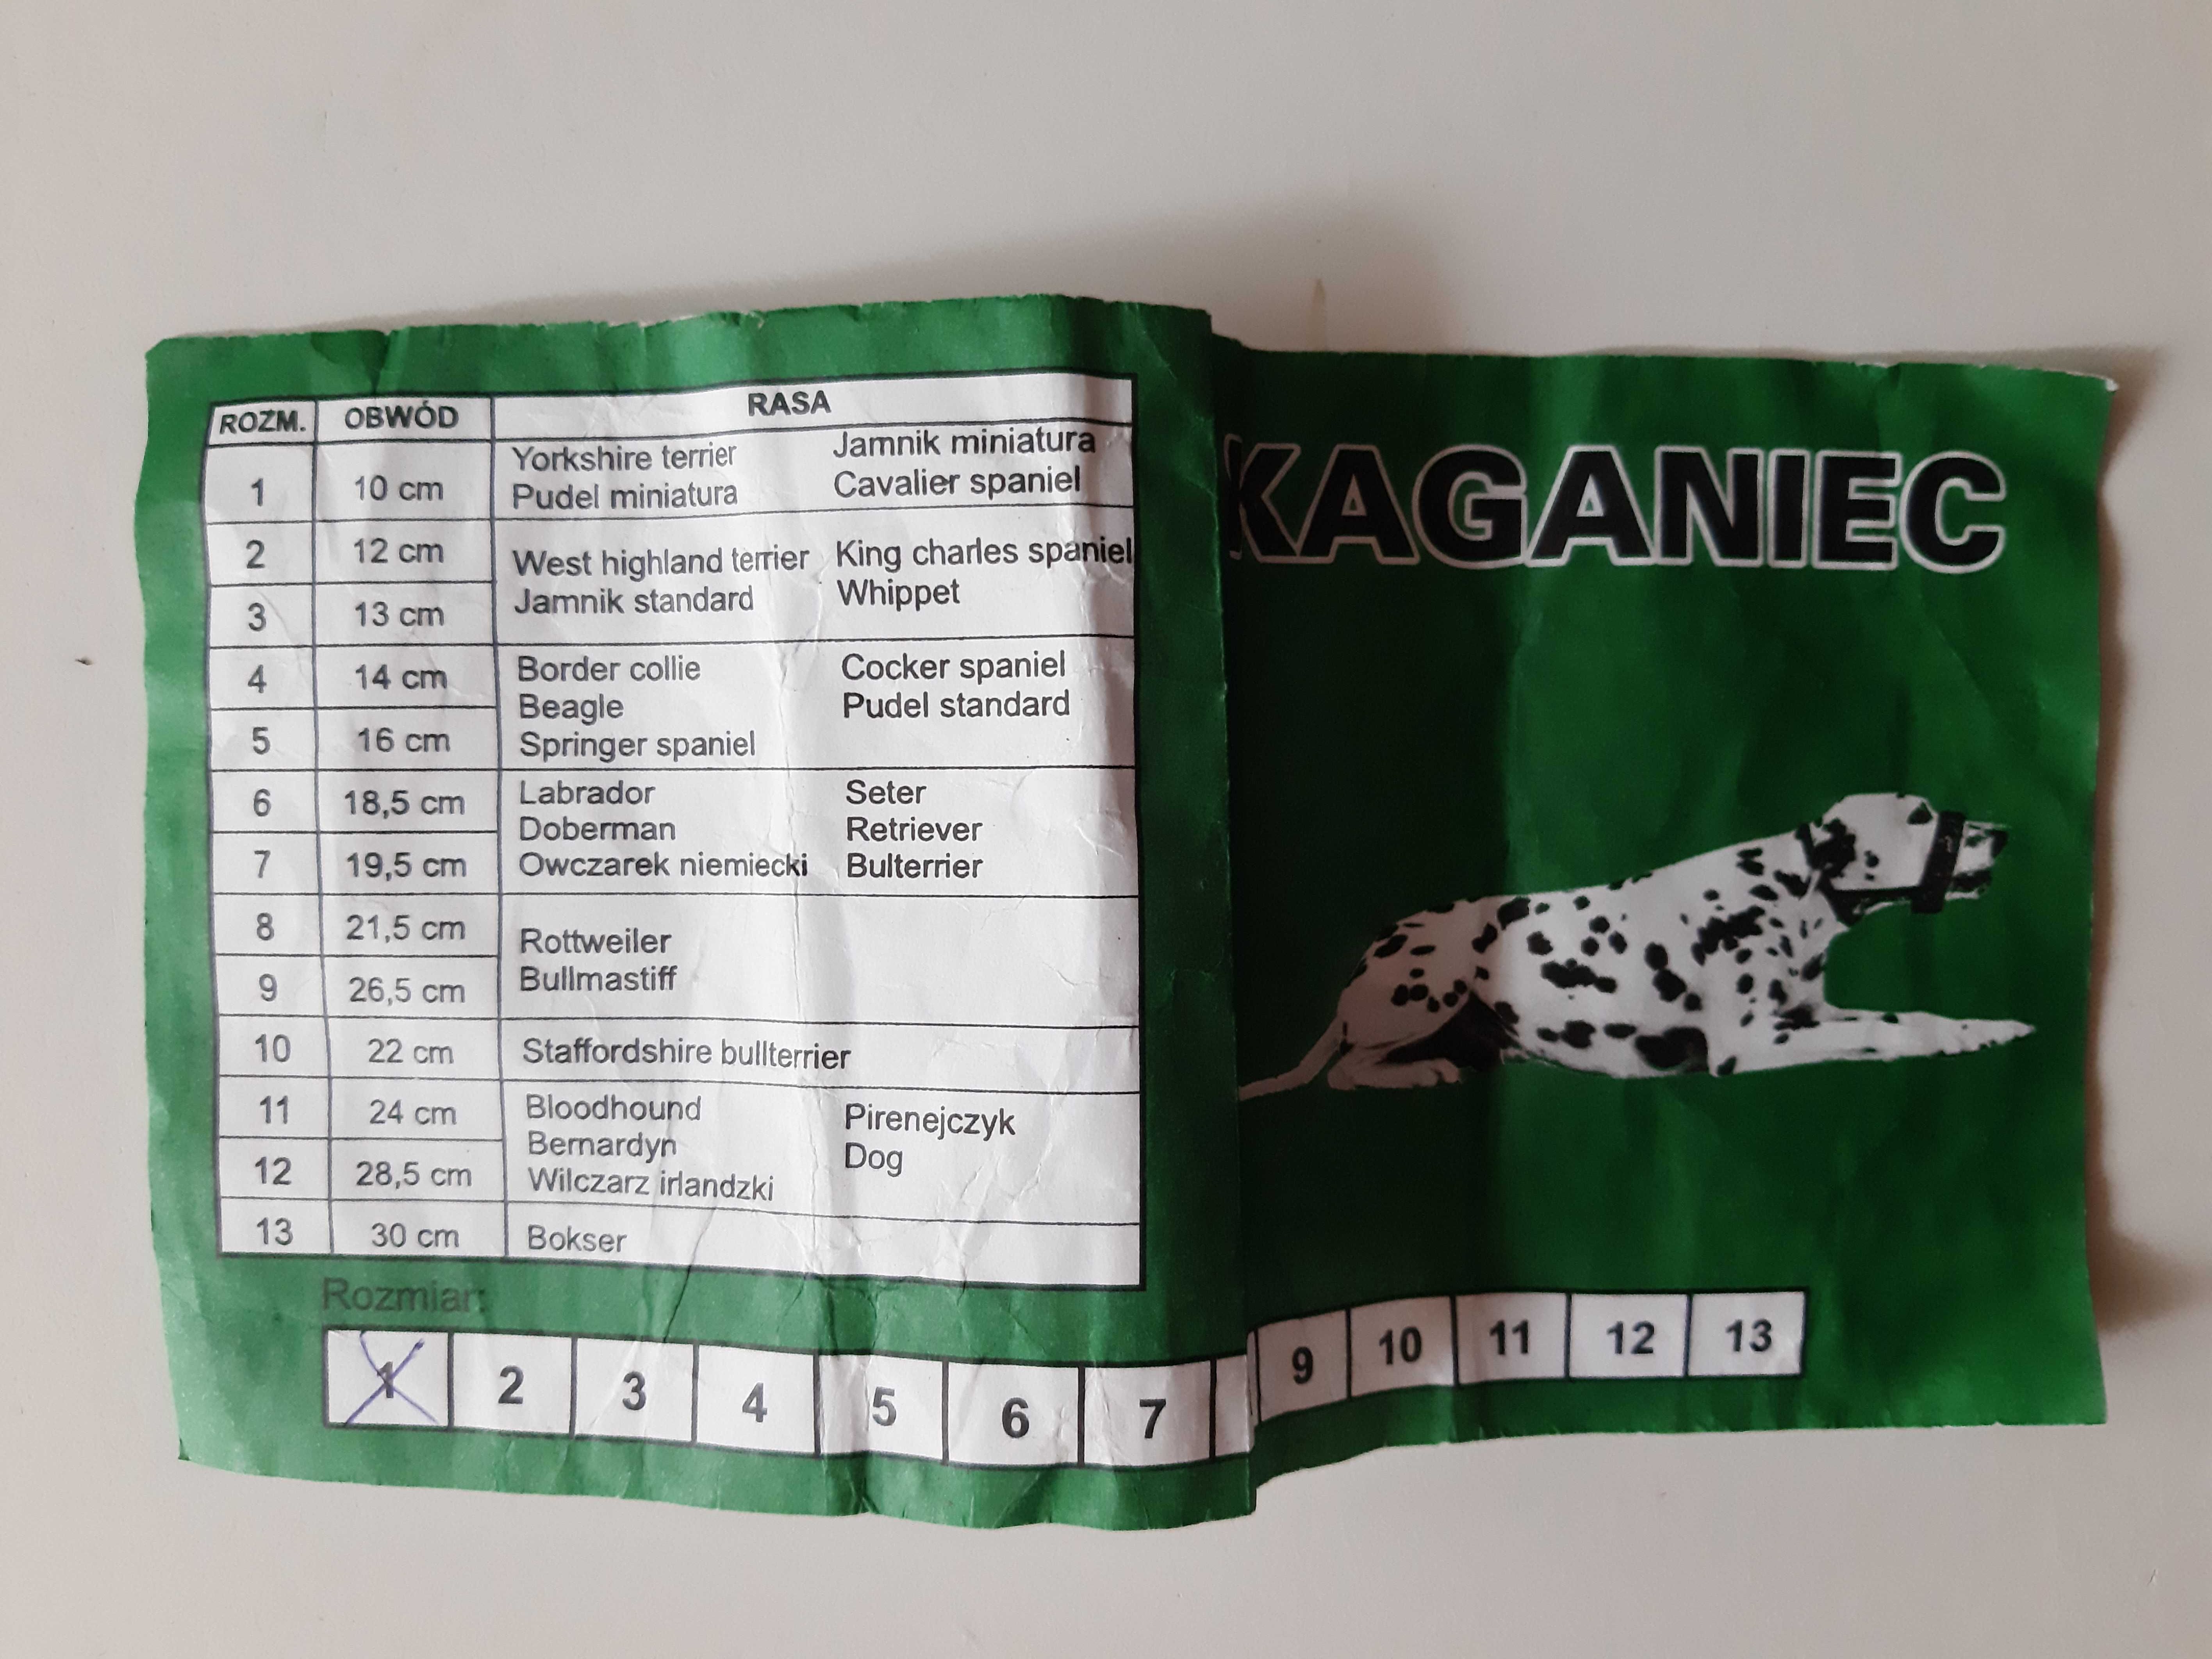 ROZM. OBWÓD RASA
1 10 cm Yorkshire terrier Jamnik miniatura
Pudel miniatura Cavalier spaniel
2 12 cm West highland terrier King charles spaniel
3 13 cm Jamnik standard Whippet
4 14 cm Border collie Cocker spaniel
Beagle Pudel standard
5 16 cm Springer spaniel
6 18,5 cm Labrador Seter
Doberman Retriever
7 19,5 cm Owczarek niemiecki Bulterrier
8 21,5 cm Rottweiler
9 26,5 cm Bullmastiff
10 22 cm Staffordshire bullterrier
11 24 cm Bloodhound Pirenejczyk
Bernardyn Dog
12 28,5 cm Wilczarz irlandzki
13 30 cm Bokser
Rozmiar:
1 2 3 4 5 6 7 9 10 11 12 13
KAGANIEC